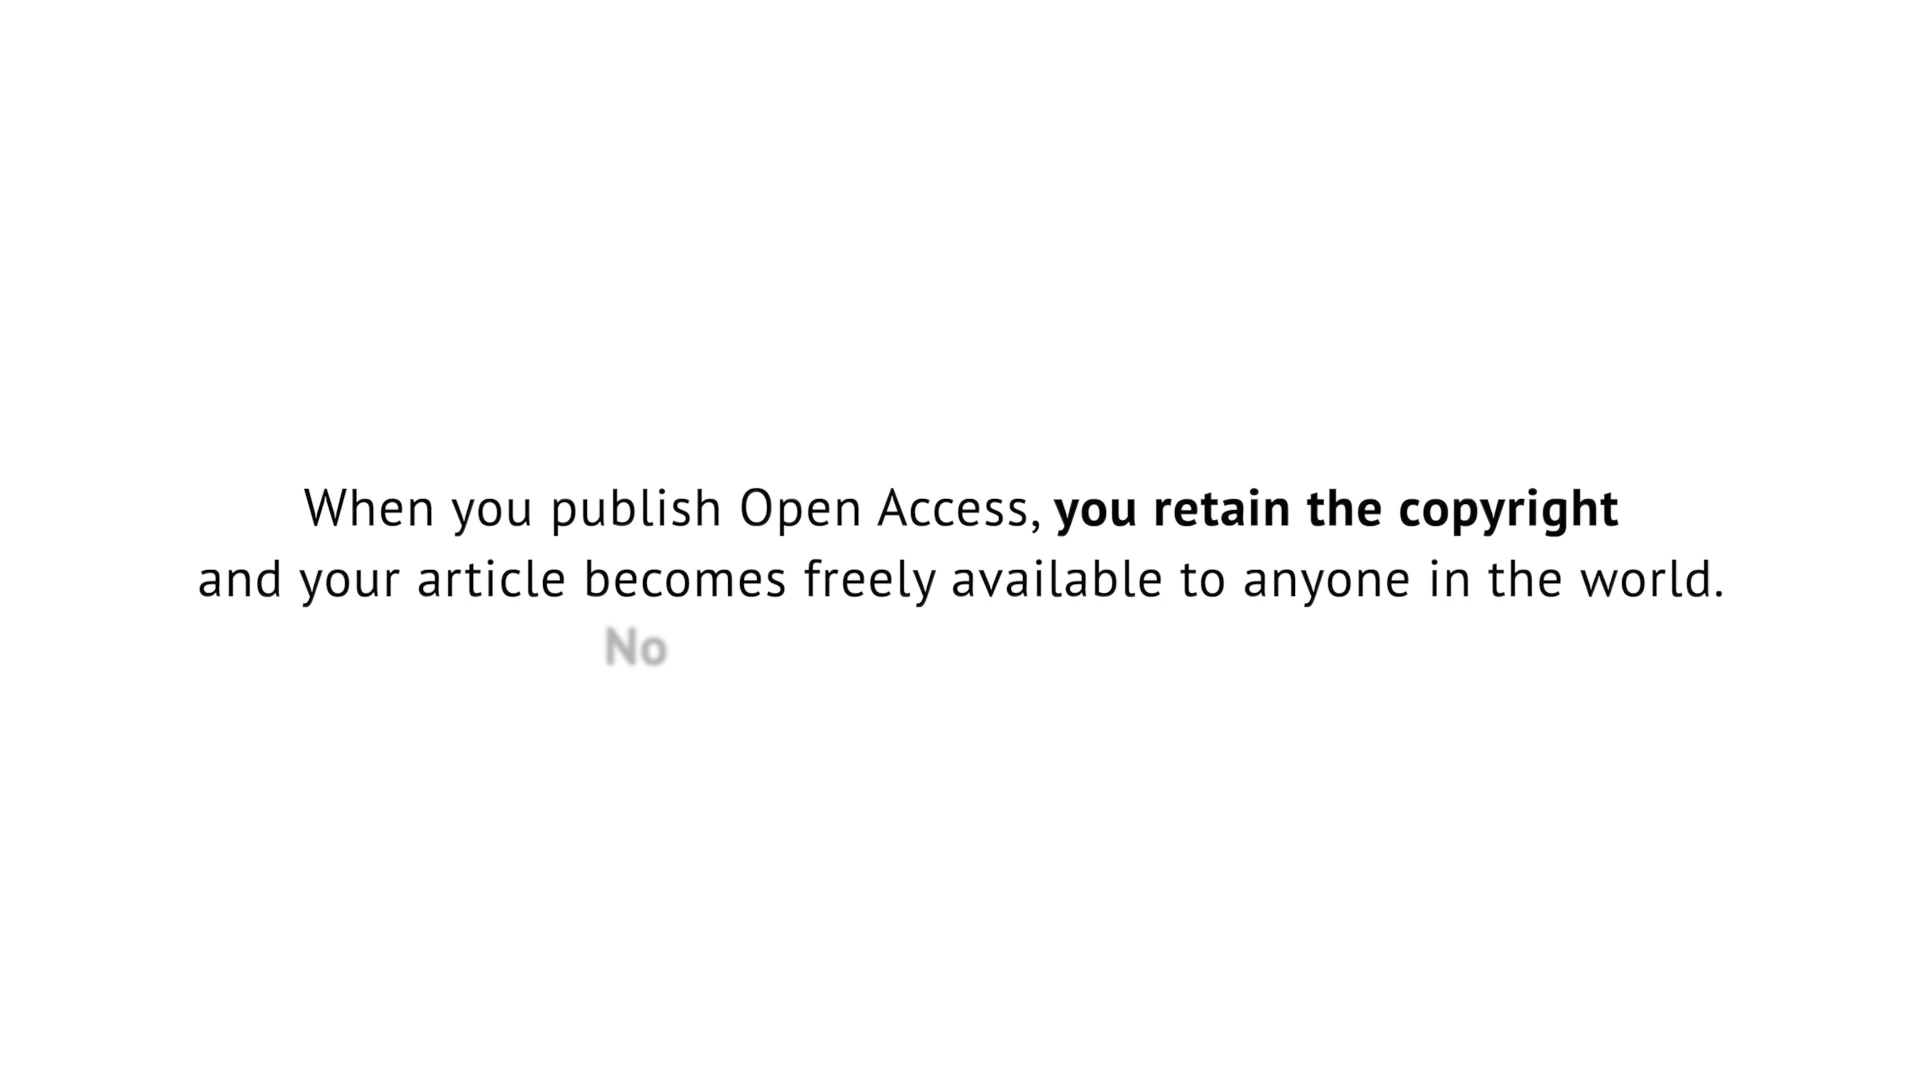 When you publish Open Access, you retain the copyright
and your article becomes freely available to anyone in the world.
No